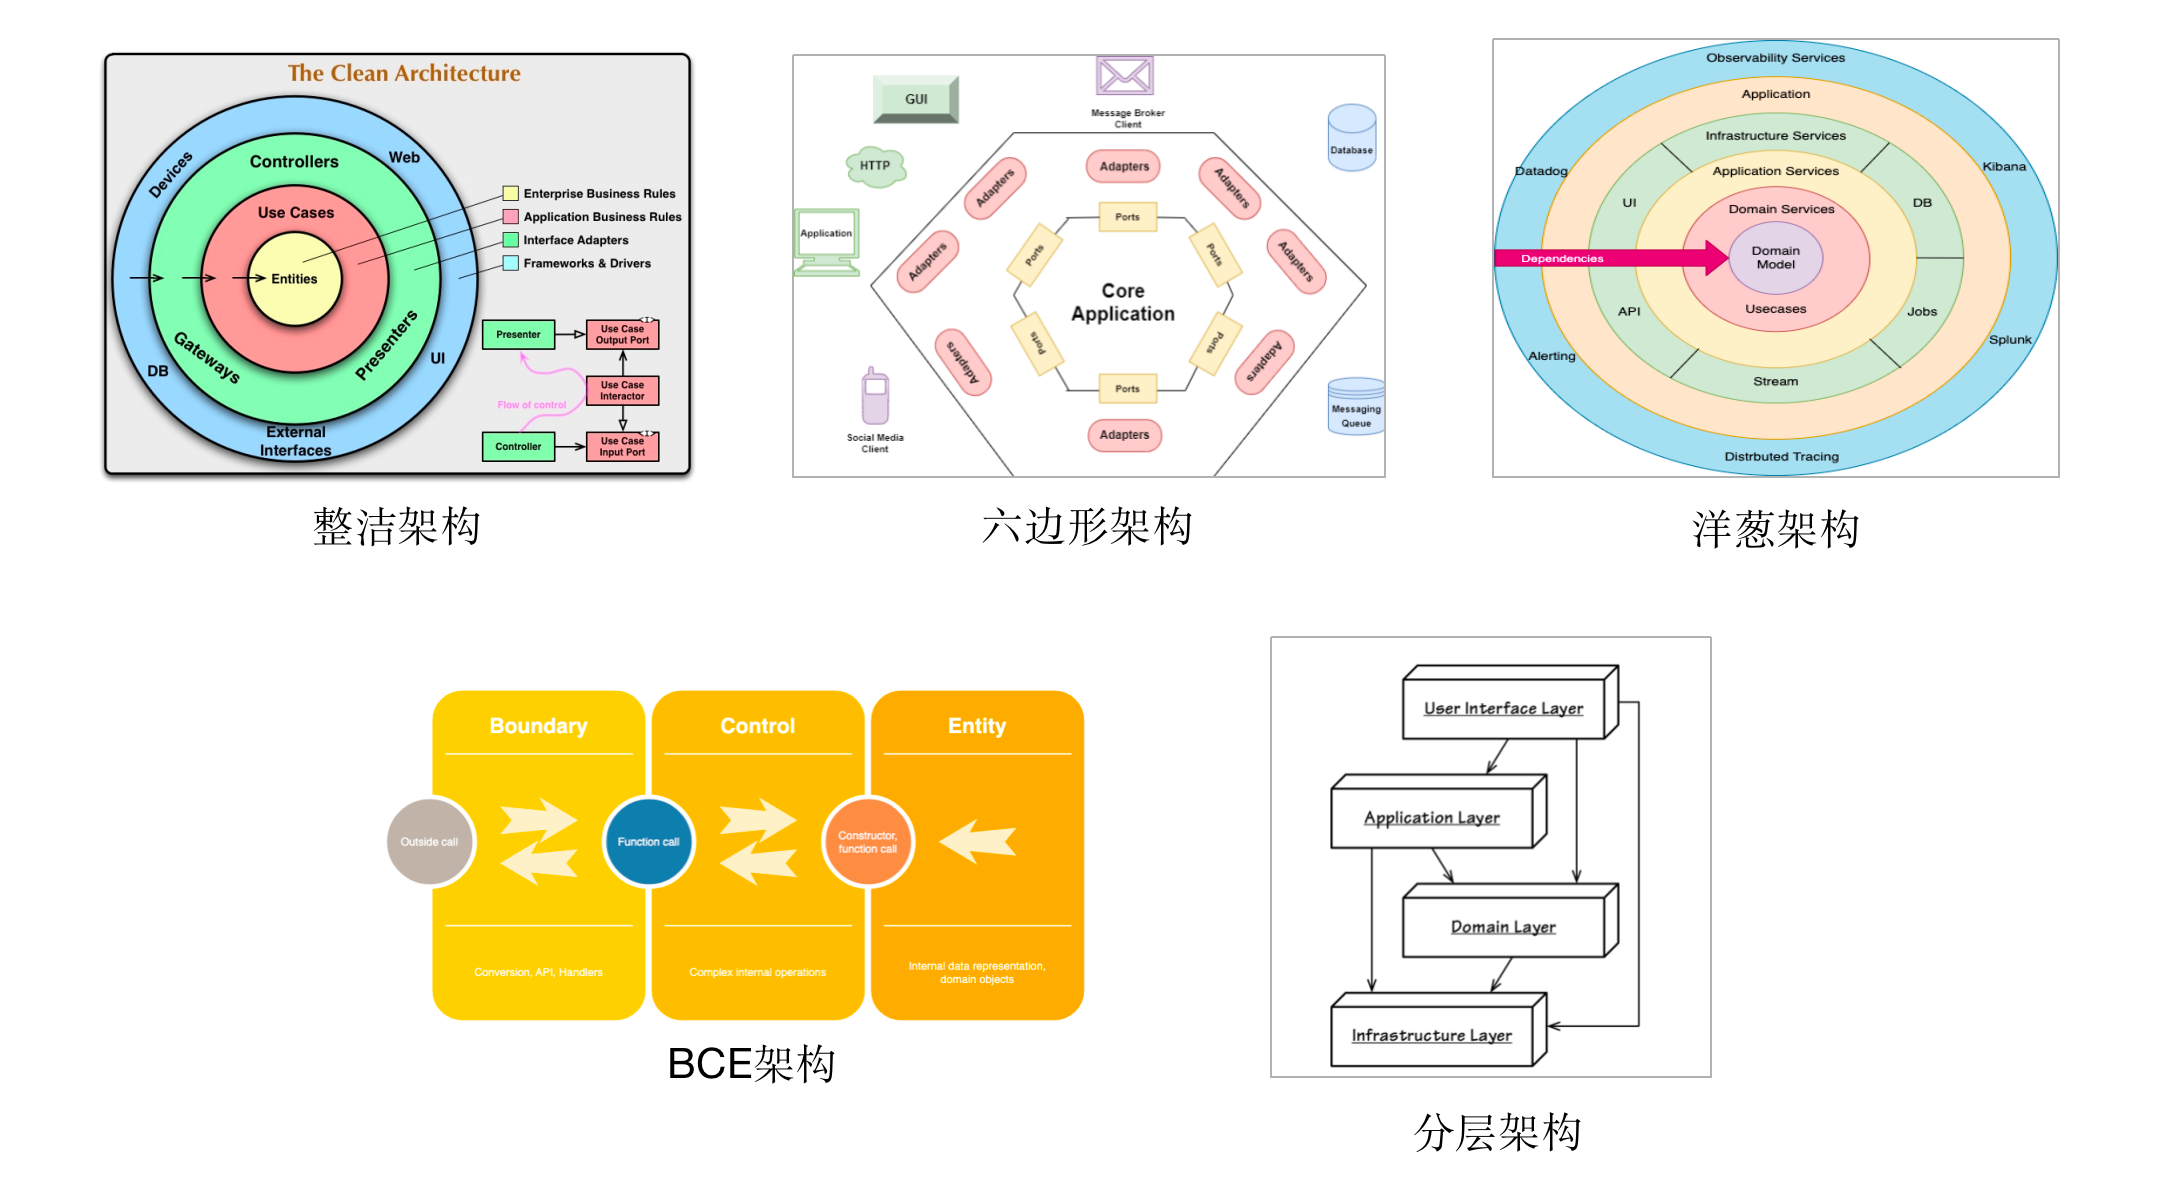 The Clean Architecture
Devices
Web
Controllers
Use Cases
Entities
Gateways
Presenters
DB
UI
External
Interfaces
Enterprise Business Rules
Application Business Rules
Interface Adapters
Frameworks & Drivers
Presenter
Use Case
Output Port
<I>
Use Case
Interactor
Flow of control
Controller
Use Case
Input Port
<I>
整洁架构
GUI
Message Broker
Client
Database
HTTP
Application
Adapters
Adapters
Adapters
Adapters
Adapters
Adapters
Adapters
Adapters
Ports
Ports
Ports
Ports
Ports
Ports
Core
Application
Social Media
Client
Messaging
Queue
六边形架构
Observability Services
Application
Infrastructure Services
Application Services
Domain Services
Domain
Model
Usecases
Datadog
Kibana
UI
DB
Dependencies
API
Jobs
Alerting
Splunk
Stream
Distrbuted Tracing
洋葱架构
Boundary
Control
Entity
Outside call
Function call
Constructor,
function call
Conversion, API, Handlers
Complex internal operations
Internal data representation,
domain objects
BCE架构
User Interface Layer
Application Layer
Domain Layer
Infrastructure Layer
分层架构